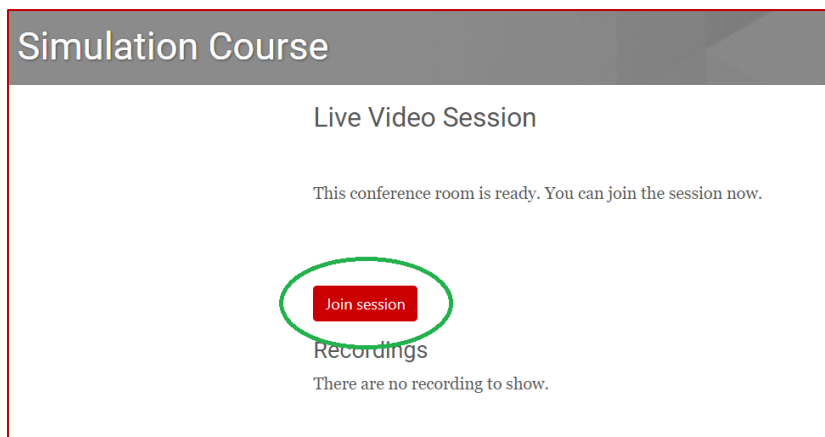 Simulation Course
Live Video Session
This conference room is ready. You can join the session now.
Join session
Recordings
There are no recording to show.